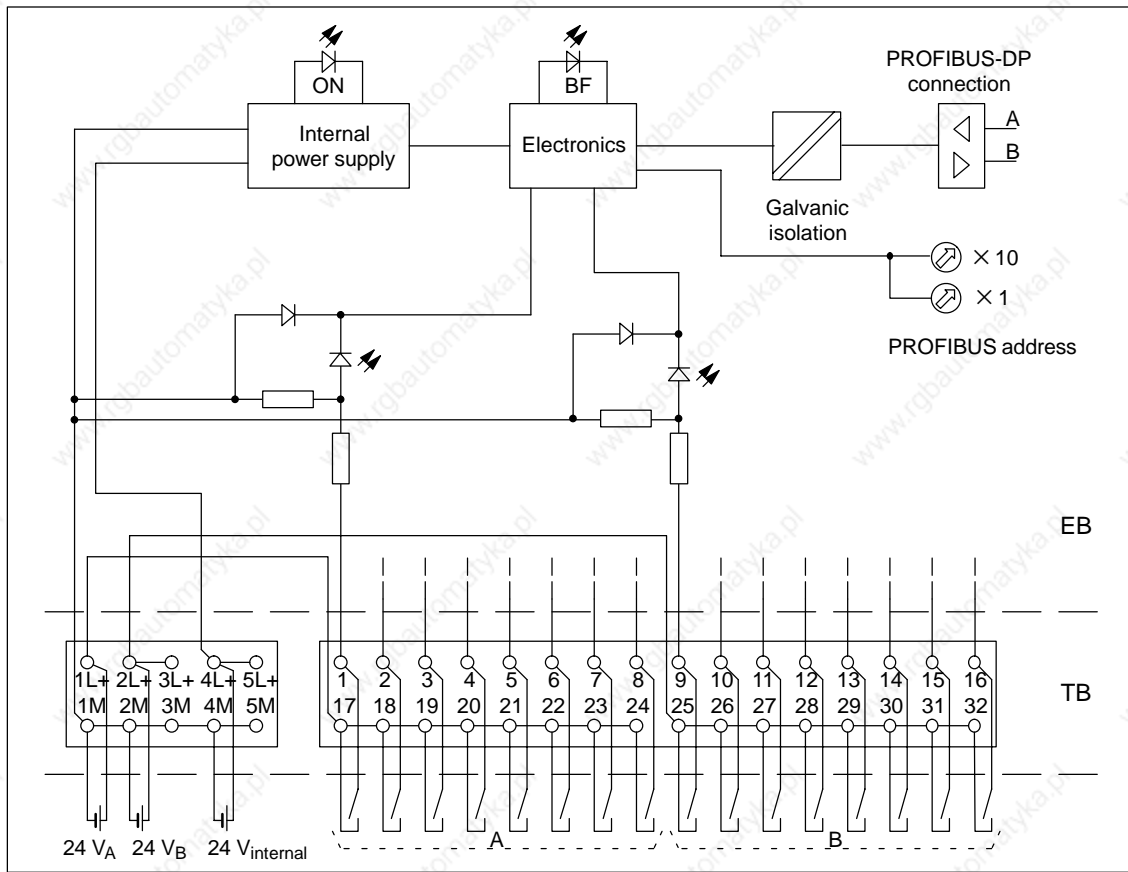 PROFIBUS-DP
connection
ON
BF
A
Internal
power supply
Electronics
B
Galvanic
isolation
× 10
× 1
PROFIBUS address
EB
1L+ 2L+ 3L+ 4L+ 5L+
1 2 3 4 5 6 7 8 9 10 11 12 13 14 15 16
TB
1M 2M 3M 4M 5M
17 18 19 20 21 22 23 24 25 26 27 28 29 30 31 32
A
B
24 VA 24 VB 24 Vinternal
www.rgbautomatyka.pl